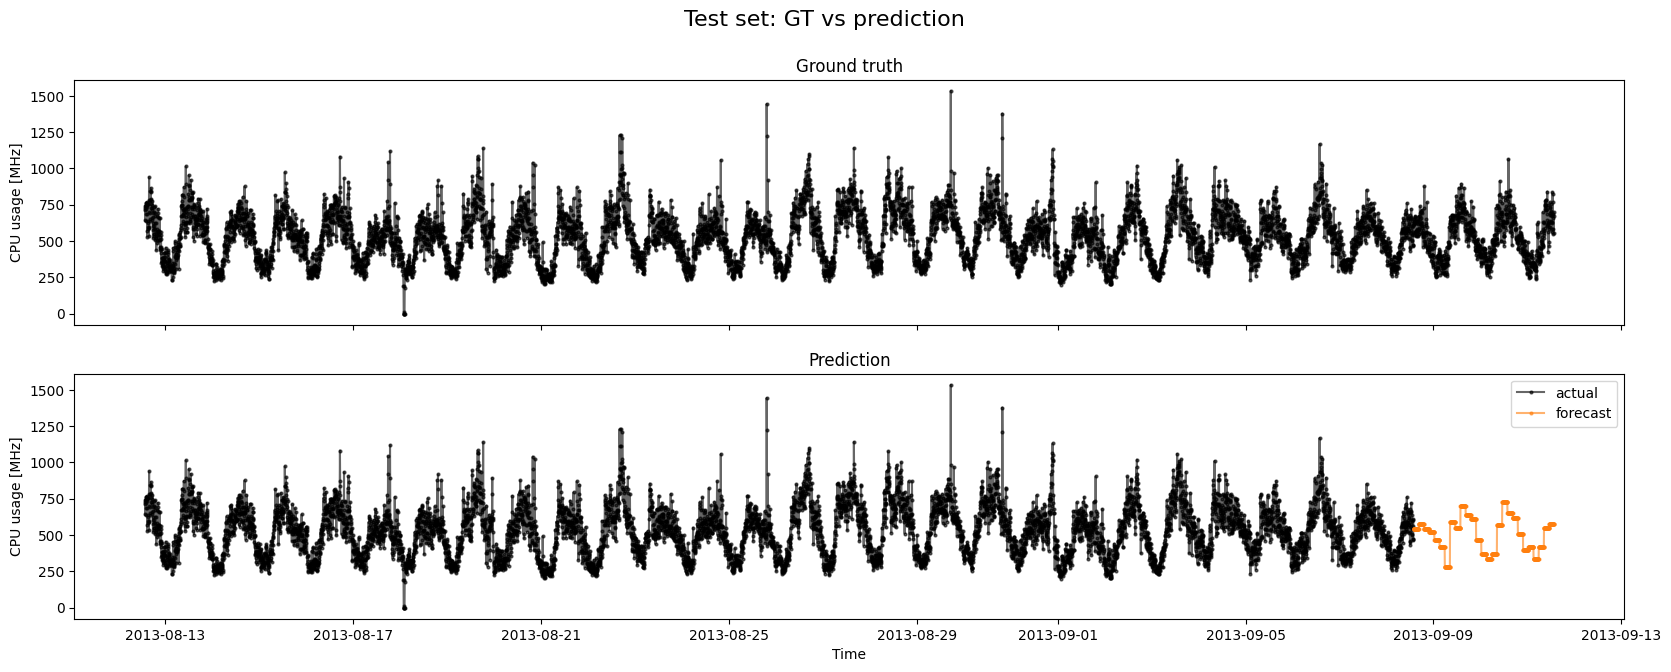 Test set: GT vs prediction
Ground truth
CPU usage [MHz]
1500
1250
1000
750
500
250
0
Prediction
CPU usage [MHz]
1500
1250
1000
750
500
250
0
actual
forecast
2013-08-13 2013-08-17 2013-08-21 2013-08-25 2013-08-29 2013-09-01 2013-09-05 2013-09-09 2013-09-13
Time